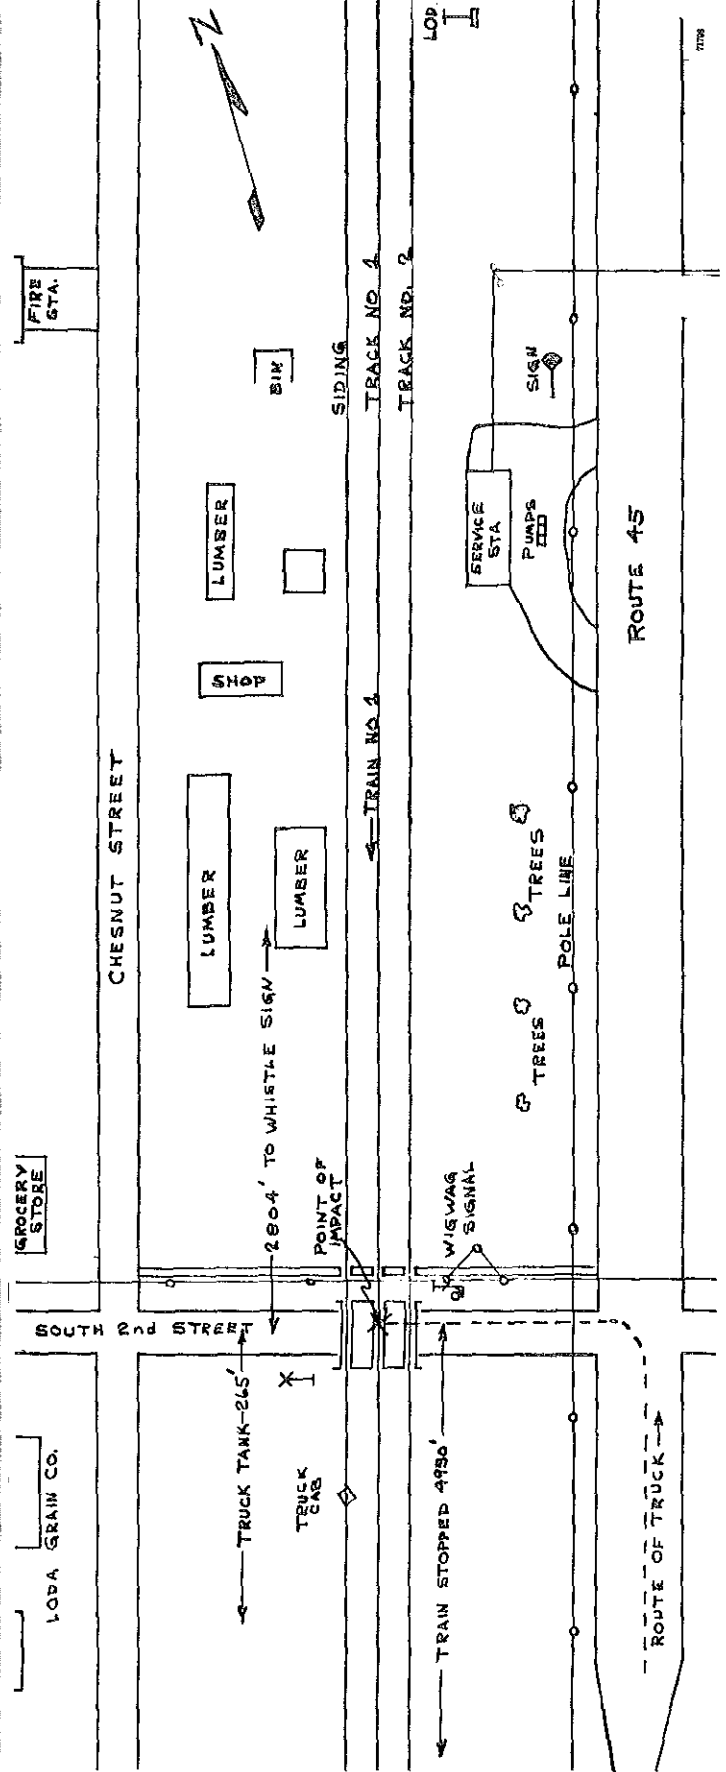 N
LOD
71798
FIRE
STA.
BIN
SIDING
TRACK NO 1
TRACK NO. 2
SIGN
LUMBER
SERVICE
STA
PUMPS
ROUTE 45
SHOP
TRAIN NO 1
CHESNUT STREET
LUMBER
LUMBER
TREES
POLE LINE
TREES
2804' TO WHISTLE SIGN
GROCERY
STORE
POINT OF
IMPACT
WIGWAG
SIGNAL
SOUTH 2nd STREET
TRUCK TANK-265'
TRUCK
CAB
LODA GRAIN CO.
TRAIN STOPPED 4950'
ROUTE OF TRUCK